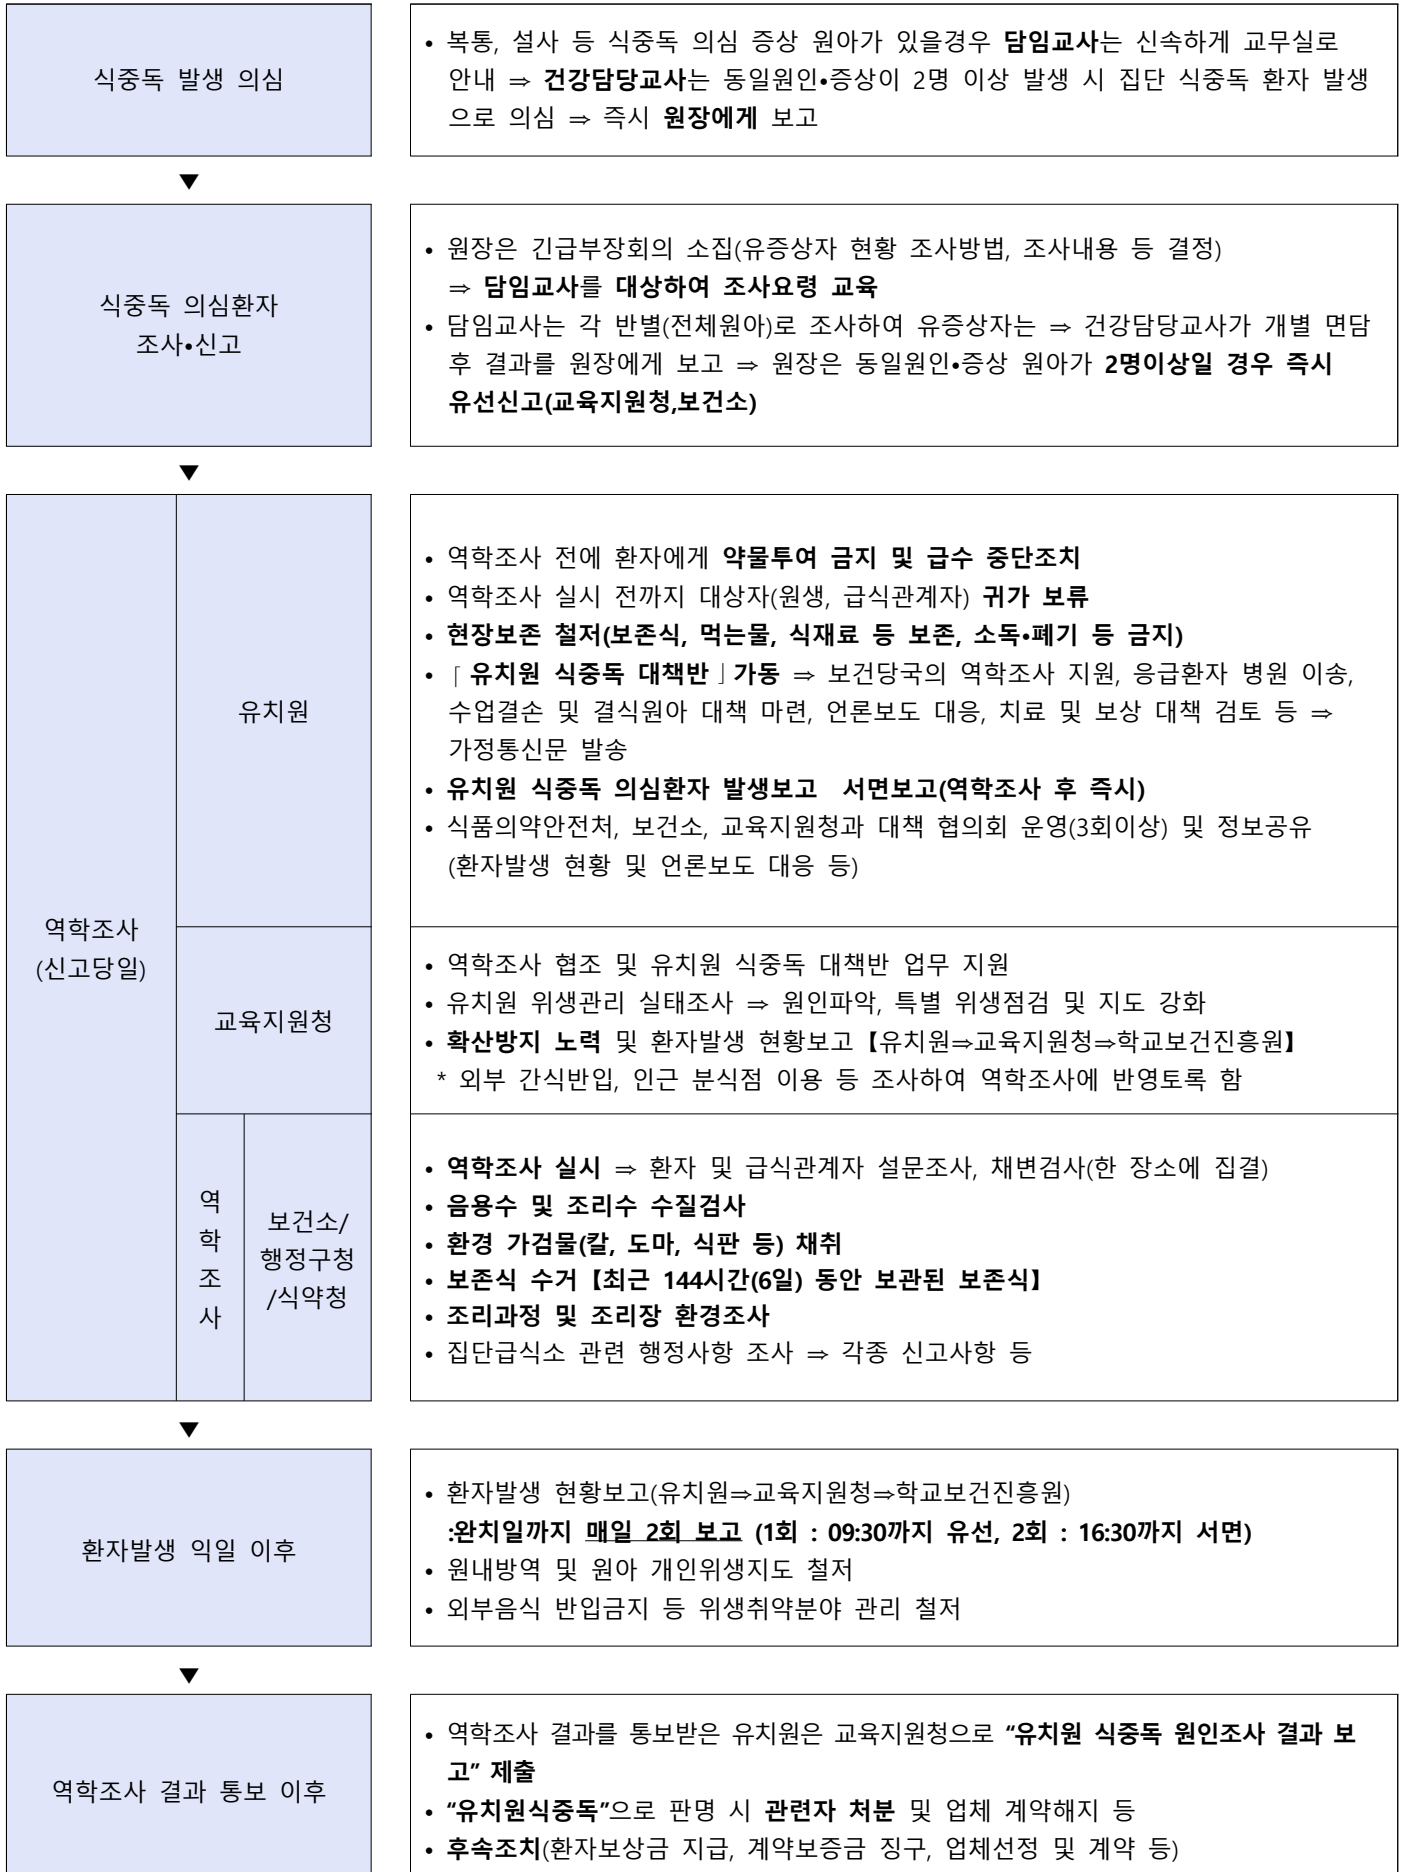 식중독 발생 의심
• 복통, 설사 등 식중독 의심 증상 원아가 있을경우 담임교사는 신속하게 교무실로
안내 ⇒ 건강담당교사는 동일원인•증상이 2명 이상 발생 시 집단 식중독 환자 발생
으로 의심 ⇒ 즉시 원장에게 보고
▼
식중독 의심환자
조사•신고
• 원장은 긴급부장회의 소집(유증상자 현황 조사방법, 조사내용 등 결정)
⇒ 담임교사를 대상하여 조사요령 교육
• 담임교사는 각 반별(전체원아)로 조사하여 유증상자는 ⇒ 건강담당교사가 개별 면담
후 결과를 원장에게 보고 ⇒ 원장은 동일원인•증상 원아가 2명이상일 경우 즉시
유선신고(교육지원청,보건소)
▼
역학조사
(신고당일)
유치원
• 역학조사 전에 환자에게 약물투여 금지 및 급수 중단조치
• 역학조사 실시 전까지 대상자(원생, 급식관계자) 귀가 보류
• 현장보존 철저(보존식, 먹는물, 식재료 등 보존, 소독•폐기 등 금지)
• ｢유치원 식중독 대책반｣가동 ⇒ 보건당국의 역학조사 지원, 응급환자 병원 이송,
수업결손 및 결식원아 대책 마련, 언론보도 대응, 치료 및 보상 대책 검토 등 ⇒
가정통신문 발송
• 유치원 식중독 의심환자 발생보고 서면보고(역학조사 후 즉시)
• 식품의약안전처, 보건소, 교육지원청과 대책 협의회 운영(3회이상) 및 정보공유
(환자발생 현황 및 언론보도 대응 등)
교육지원청
• 역학조사 협조 및 유치원 식중독 대책반 업무 지원
• 유치원 위생관리 실태조사 ⇒ 원인파악, 특별 위생점검 및 지도 강화
• 확산방지 노력 및 환자발생 현황보고【유치원⇒교육지원청⇒학교보건진흥원】
* 외부 간식반입, 인근 분식점 이용 등 조사하여 역학조사에 반영토록 함
역
학
조
사
보건소/
행정구청
/식약청
• 역학조사 실시 ⇒ 환자 및 급식관계자 설문조사, 채변검사(한 장소에 집결)
• 음용수 및 조리수 수질검사
• 환경 가검물(칼, 도마, 식판 등) 채취
• 보존식 수거【최근 144시간(6일) 동안 보관된 보존식】
• 조리과정 및 조리장 환경조사
• 집단급식소 관련 행정사항 조사 ⇒ 각종 신고사항 등
▼
환자발생 익일 이후
• 환자발생 현황보고(유치원⇒교육지원청⇒학교보건진흥원)
:완치일까지 매일 2회 보고 (1회 : 09:30까지 유선, 2회 : 16:30까지 서면)
• 원내방역 및 원아 개인위생지도 철저
• 외부음식 반입금지 등 위생취약분야 관리 철저
▼
역학조사 결과 통보 이후
• 역학조사 결과를 통보받은 유치원은 교육지원청으로 “유치원 식중독 원인조사 결과 보
고” 제출
• “유치원식중독”으로 판명 시 관련자 처분 및 업체 계약해지 등
• 후속조치(환자보상금 지급, 계약보증금 징구, 업체선정 및 계약 등)